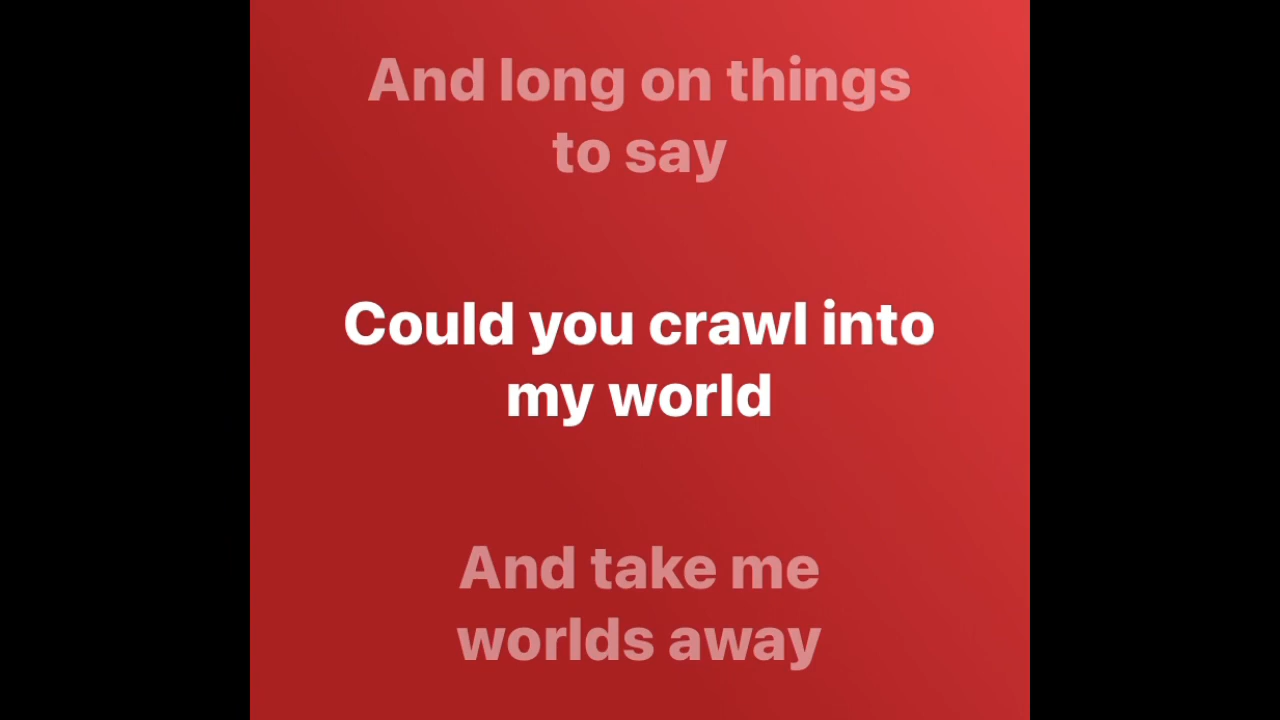 And long on things
to say
Could you crawl into
my world
And take me
worlds away